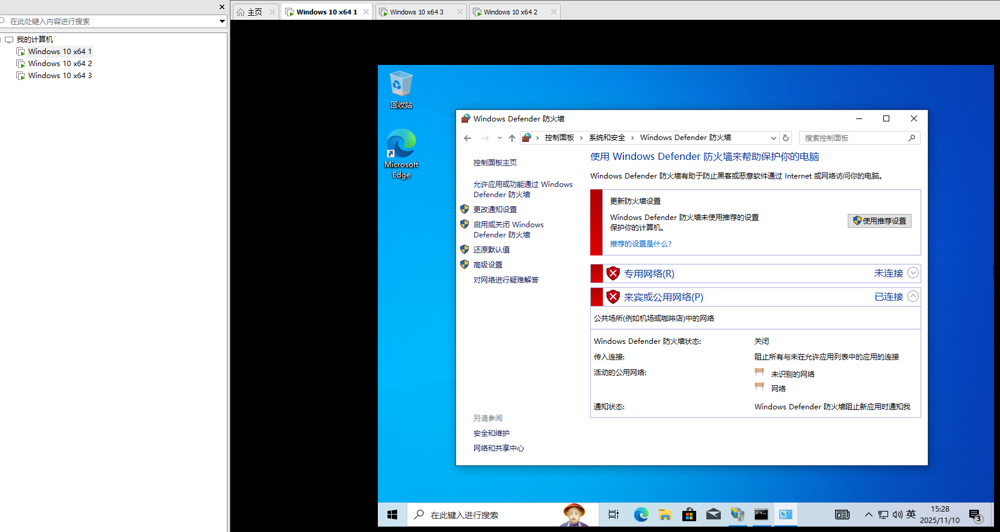 主页
Windows 10 x64 1
Windows 10 x64 3
Windows 10 x64 2
在此处键入内容进行搜索
我的计算机
Windows 10 x64 1
Windows 10 x64 2
Windows 10 x64 3
回收站
Microsoft
Edge
Windows Defender 防火墙
控制面板 › 系统和安全 › Windows Defender 防火墙
搜索控制面板
控制面板主页
允许应用或功能通过 Windows
Defender 防火墙
更改通知设置
启用或关闭 Windows
Defender 防火墙
还原默认值
高级设置
对网络进行疑难解答
另请参阅
安全和维护
网络和共享中心
使用 Windows Defender 防火墙来帮助保护你的电脑
Windows Defender 防火墙有助于防止黑客或恶意软件通过 Internet 或网络访问你的电脑。
更新防火墙设置
Windows Defender 防火墙未使用推荐的设置
保护你的计算机。
使用推荐设置
推荐的设置是什么?
专用网络(R) 未连接
来宾或公用网络(P) 已连接
公共场所(例如机场或咖啡店)中的网络
Windows Defender 防火墙状态: 关闭
传入连接: 阻止所有与未在允许应用列表中的应用的连接
活动的公用网络: 未识别的网络
网络
通知状态: Windows Defender 防火墙阻止新应用时通知我
在此键入进行搜索
英
15:28
2025/11/10
3